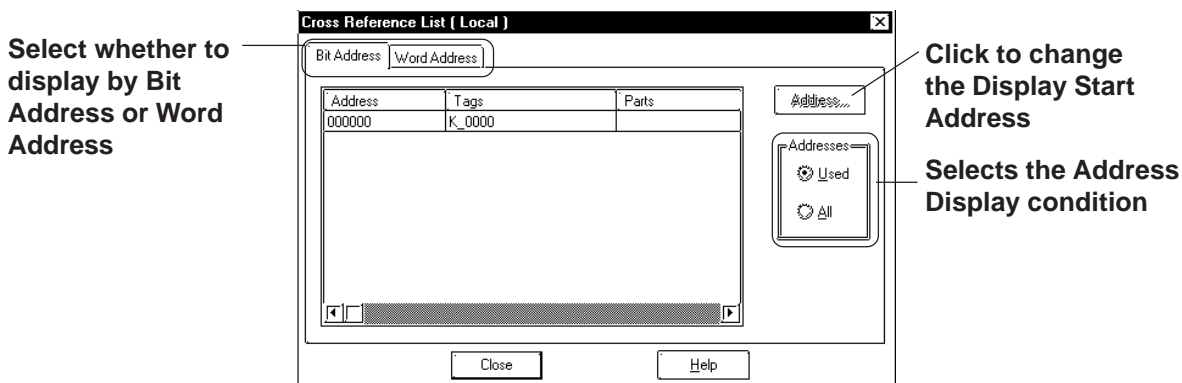 Cross Reference List ( Local )
Select whether to
display by Bit
Address or Word
Address
Bit Address
Word Address
Address
Tags
Parts
000000
K_0000
Address...
Addresses
Used
All
Close
Help
Click to change
the Display Start
Address
Selects the Address
Display condition